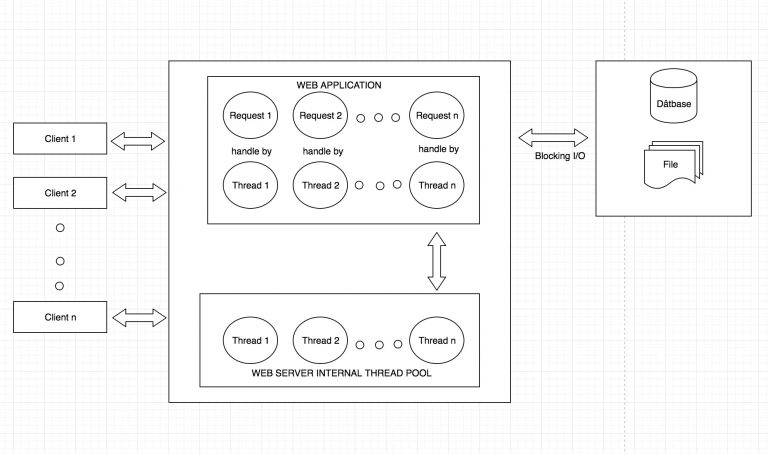 WEB APPLICATION
Request 1
Request 2
Request n
handle by
handle by
handle by
Thread 1
Thread 2
Thread n
Client 1
Client 2
Client n
Thread 1
Thread 2
Thread n
WEB SERVER INTERNAL THREAD POOL
Blocking I/O
Dâtbase
File